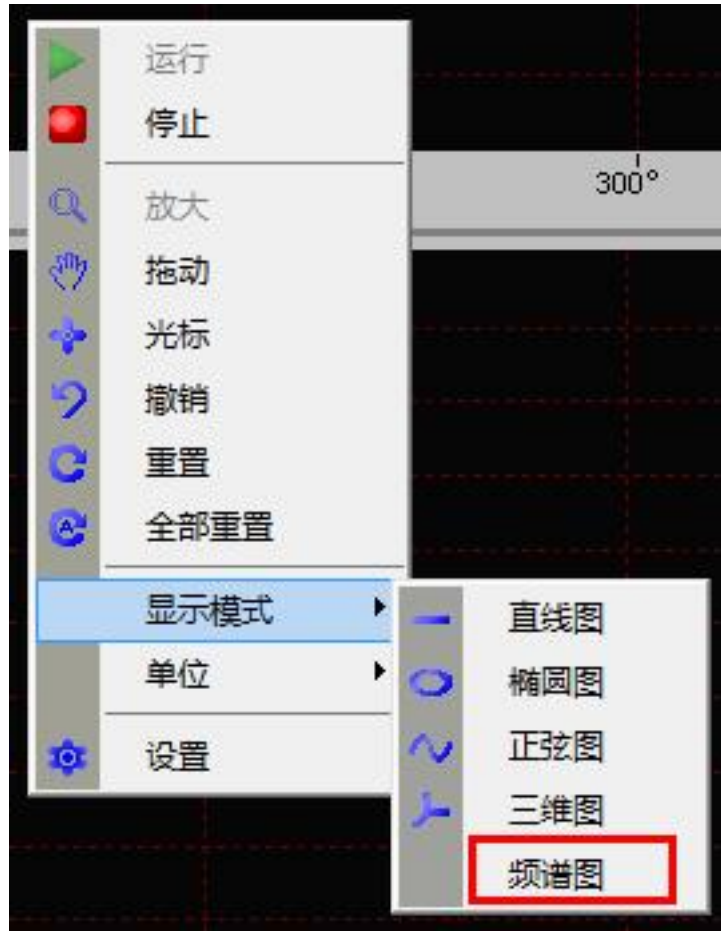 运行
停止
300°
放大
拖动
光标
撤销
重置
全部重置
显示模式
单位
设置
直线图
椭圆图
正弦图
三维图
频谱图